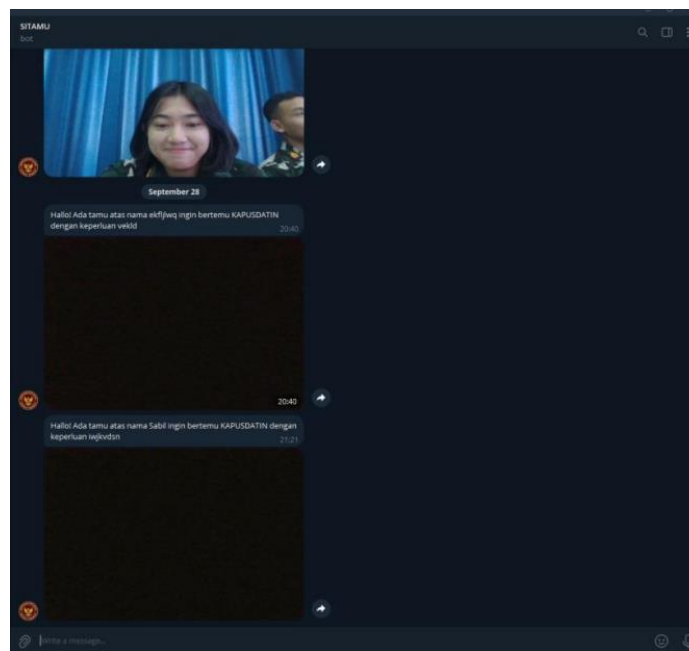 SITAMU
bot
September 28
Hallo! Ada tamu atas nama ekfljlwq ingin bertemu KAPUSDATIN
dengan keperluan vekld
20:40
20:40
Hallo! Ada tamu atas nama Sabil ingin bertemu KAPUSDATIN dengan
keperluan iwjkvdsn
21:21
Write a message...